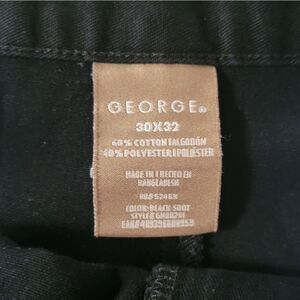 GEORGE®
30X32
60% COTTON|ALGODÓN
40% POLYESTER|POLIÉSTER
MADE IN | HECHO EN
BANGLADESH
COLOR: BLACK SOOT